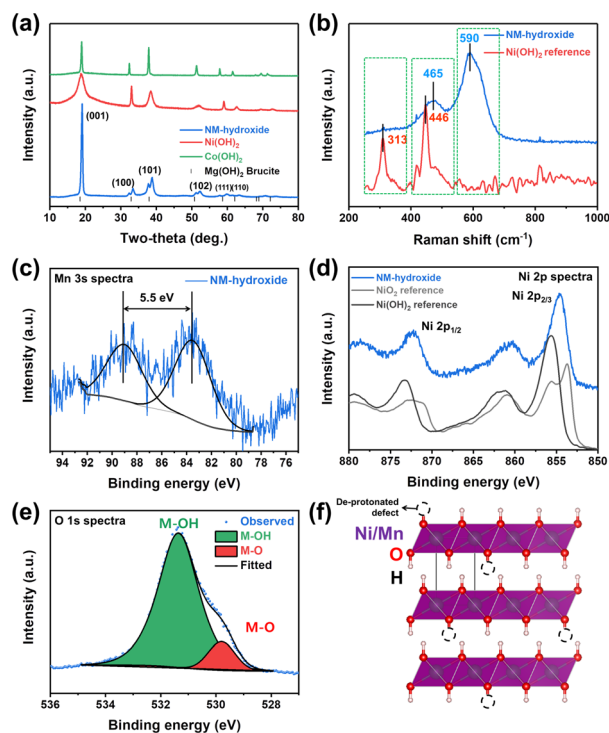 (a)
Intensity (a.u.)
(001)
NM-hydroxide
Ni(OH)₂
Co(OH)₂
Mg(OH)₂ Brucite
(100)
(101)
(102)
(111)
(110)
10 20 30 40 50 60 70 80
Two-theta (deg.)
(b)
Intensity (a.u.)
590
NM-hydroxide
Ni(OH)₂ reference
465
446
313
200 400 600 800 1000
Raman shift (cm⁻¹)
(c)
Intensity (a.u.)
Mn 3s spectra
NM-hydroxide
5.5 eV
94 92 90 88 86 84 82 80 78 76
Binding energy (eV)
(d)
Intensity (a.u.)
NM-hydroxide
NiO₂ reference
Ni(OH)₂ reference
Ni 2p spectra
Ni 2p₂/₃
Ni 2p₁/₂
880 870 860 850
Binding energy (eV)
(e)
Intensity (a.u.)
O 1s spectra
M-OH
Observed
M-OH
M-O
Fitted
M-O
536 534 532 530 528
Binding energy (eV)
(f)
De-protonated
defect
Ni/Mn
O
H